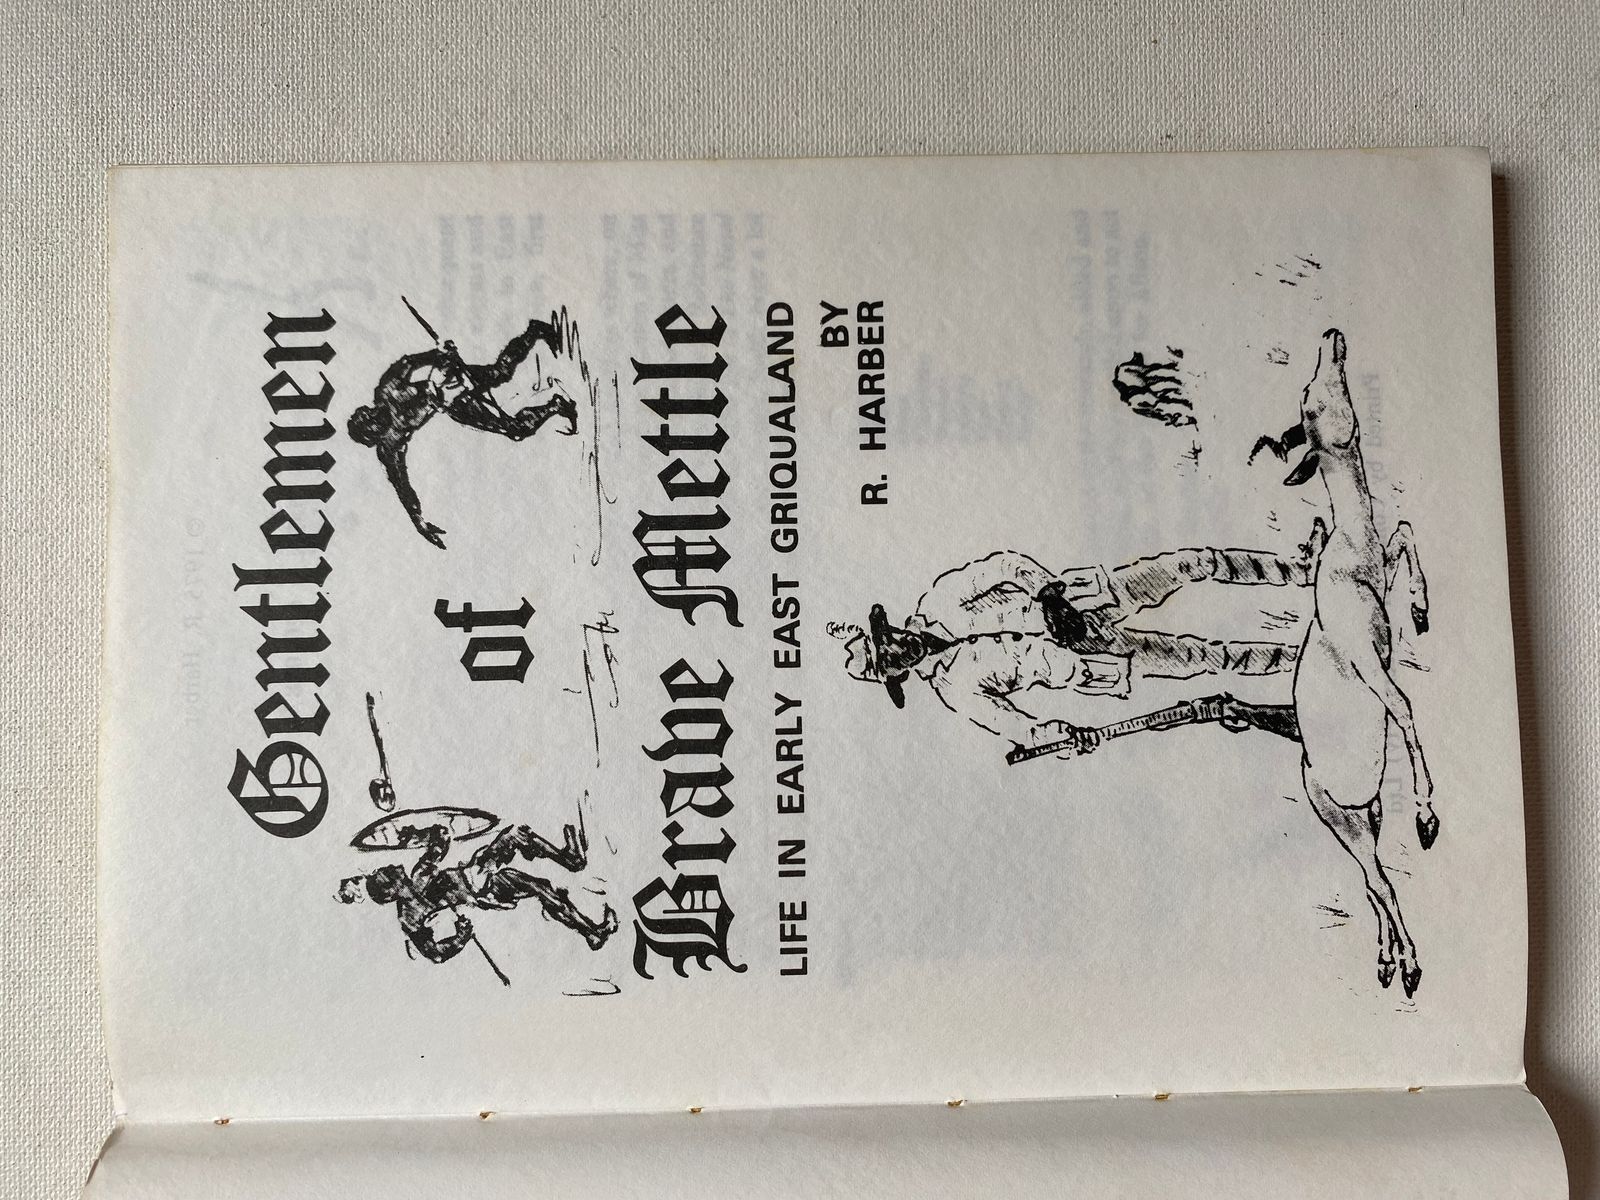 Gentlemen
of
Brave Mettle
LIFE IN EARLY EAST GRIQUALAND
BY
R. HARBER